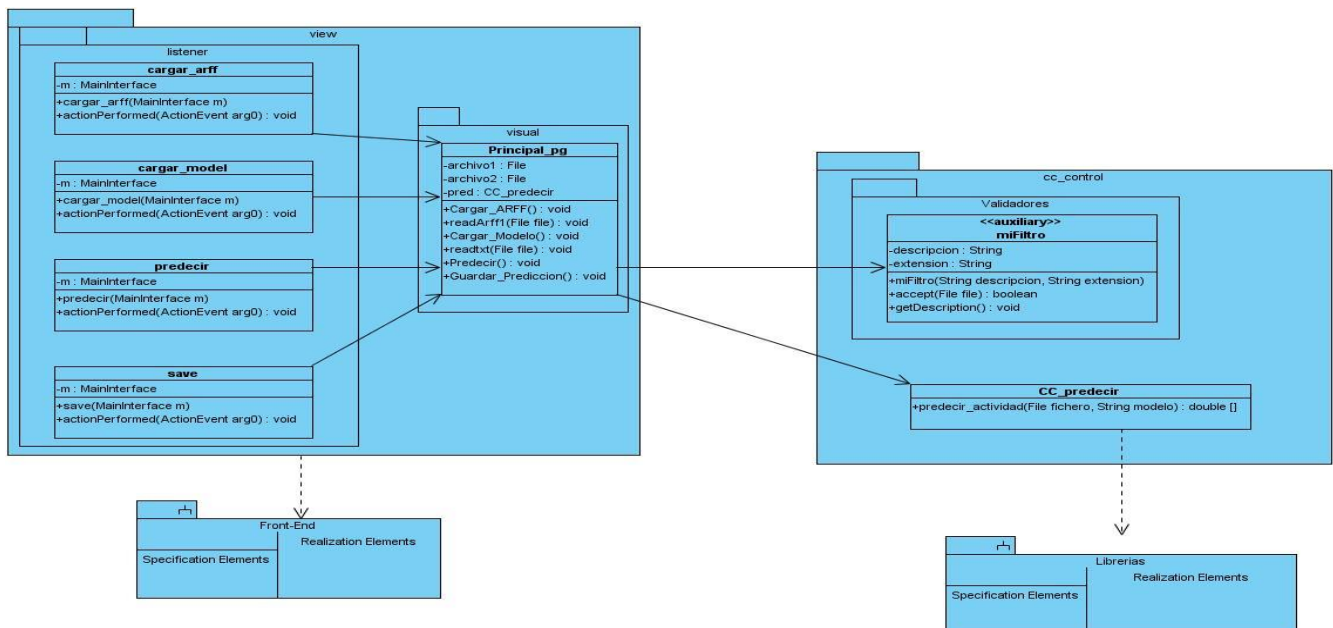 view
listener
cargar_arff
-m : MainInterface
+cargar_arff(MainInterface m)
+actionPerformed(ActionEvent arg0) : void
cargar_model
-m : MainInterface
+cargar_model(MainInterface m)
+actionPerformed(ActionEvent arg0) : void
predecir
-m : MainInterface
+predecir(MainInterface m)
+actionPerformed(ActionEvent arg0) : void
save
-m : MainInterface
+save(MainInterface m)
+actionPerformed(ActionEvent arg0) : void
visual
Principal_pg
-archivo1 : File
-archivo2 : File
-pred : CC_predecir
+Cargar_ARFF() : void
+readArff1(File file) : void
+Cargar_Modelo() : void
+readtxt(File file) : void
+Predecir() : void
+Guardar_Prediccion() : void
cc_control
Validadores
<<auxiliary>>
miFiltro
-descripcion : String
-extension : String
+miFiltro(String descripcion, String extension)
+accept(File file) : boolean
+getDescription() : void
CC_predecir
+predecir_actividad(File fichero, String modelo) : double []
Front-End
Specification Elements
Realization Elements
Librerias
Specification Elements
Realization Elements